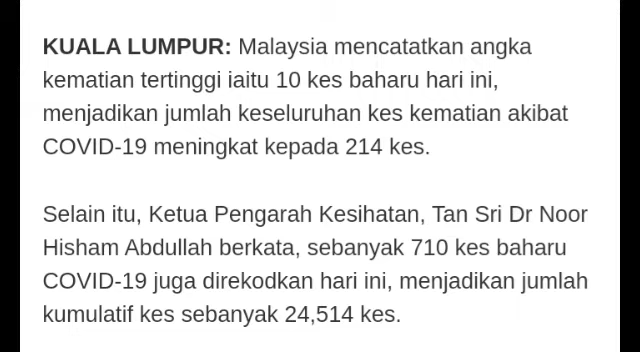 KUALA LUMPUR: Malaysia mencatatkan angka
kematian tertinggi iaitu 10 kes baharu hari ini,
menjadikan jumlah keseluruhan kes kematian akibat
COVID-19 meningkat kepada 214 kes.
Selain itu, Ketua Pengarah Kesihatan, Tan Sri Dr Noor
Hisham Abdullah berkata, sebanyak 710 kes baharu
COVID-19 juga direkodkan hari ini, menjadikan jumlah
kumulatif kes sebanyak 24,514 kes.